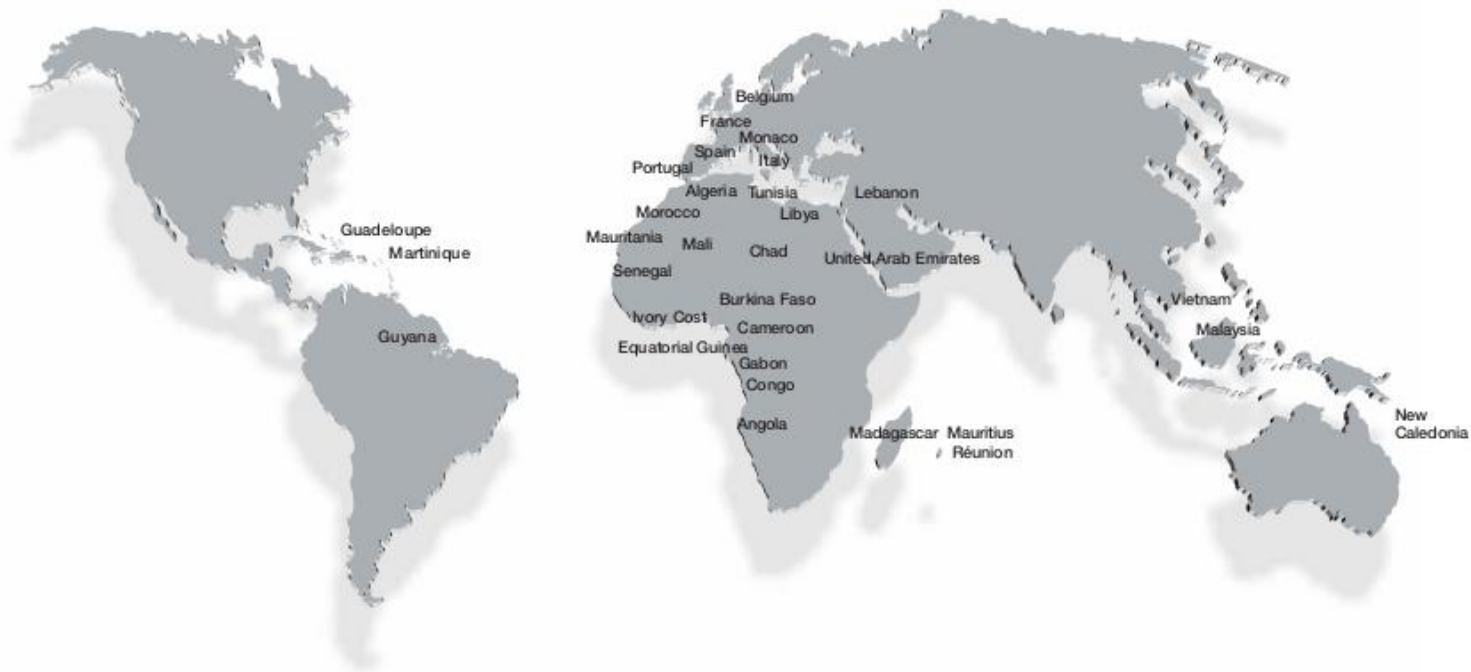 Belgium
France
Monaco
Spain
Italy
Portugal
Algeria
Tunisia
Lebanon
Morocco
Libya
Guadeloupe
Mauritania
Mali
Chad
Martinique
United Arab Emirates
Senegal
Burkina Faso
Vietnam
Ivory Cost
Cameroon
Malaysia
Guyana
Equatorial Guinea
Gabon
Congo
Angola
Madagascar
Mauritius
Réunion
New
Caledonia